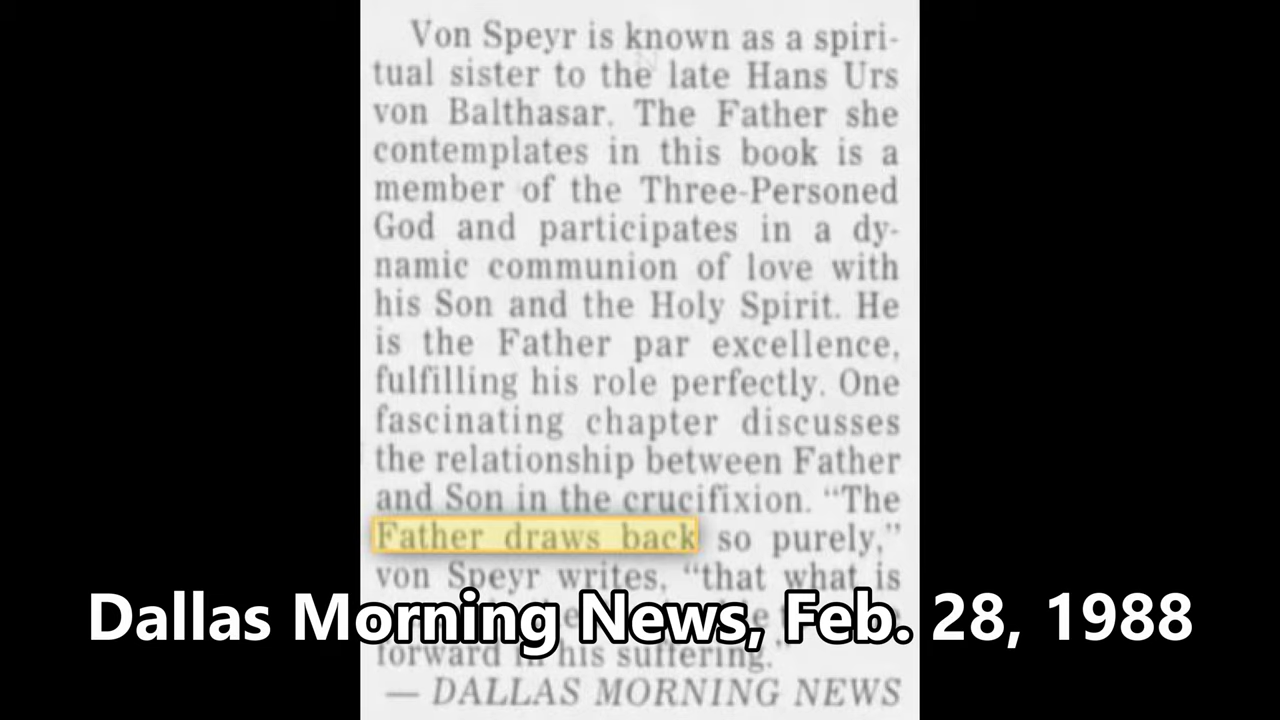 Von Speyr is known as a spiri-
tual sister to the late Hans Urs
von Balthasar. The Father she
contemplates in this book is a
member of the Three-Personed
God and participates in a dy-
namic communion of love with
his Son and the Holy Spirit. He
is the Father par excellence,
fulfilling his role perfectly. One
fascinating chapter discusses
the relationship between Father
and Son in the crucifixion. “The
Father draws back so purely,”
von Speyr writes, “that what is
forward in his suffering.”
— DALLAS MORNING NEWS
Dallas Morning News, Feb. 28, 1988